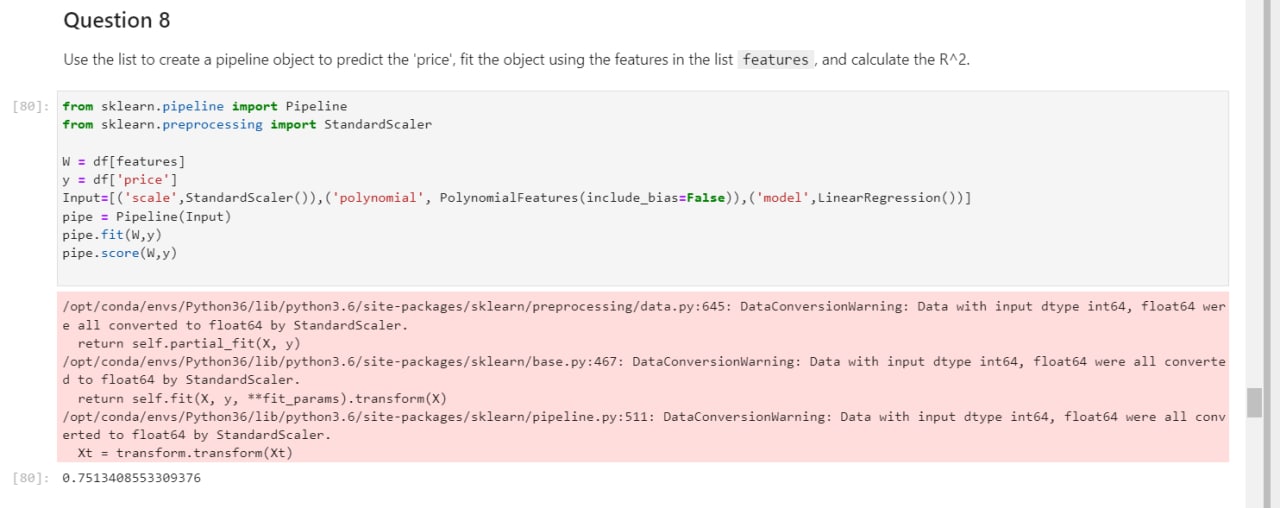 Question 8
Use the list to create a pipeline object to predict the 'price', fit the object using the features in the list features , and calculate the R^2.
[80]: from sklearn.pipeline import Pipeline
from sklearn.preprocessing import StandardScaler
W = df[features]
y = df['price']
Input=[('scale',StandardScaler()),('polynomial', PolynomialFeatures(include_bias=False)),('model',LinearRegression())]
pipe = Pipeline(Input)
pipe.fit(W,y)
pipe.score(W,y)
/opt/conda/envs/Python36/lib/python3.6/site-packages/sklearn/preprocessing/data.py:645: DataConversionWarning: Data with input dtype int64, float64 wer
e all converted to float64 by StandardScaler.
return self.partial_fit(X, y)
/opt/conda/envs/Python36/lib/python3.6/site-packages/sklearn/base.py:467: DataConversionWarning: Data with input dtype int64, float64 were all converte
d to float64 by StandardScaler.
return self.fit(X, y, **fit_params).transform(X)
/opt/conda/envs/Python36/lib/python3.6/site-packages/sklearn/pipeline.py:511: DataConversionWarning: Data with input dtype int64, float64 were all conv
erted to float64 by StandardScaler.
Xt = transform.transform(Xt)
[80]: 0.7513408553309376